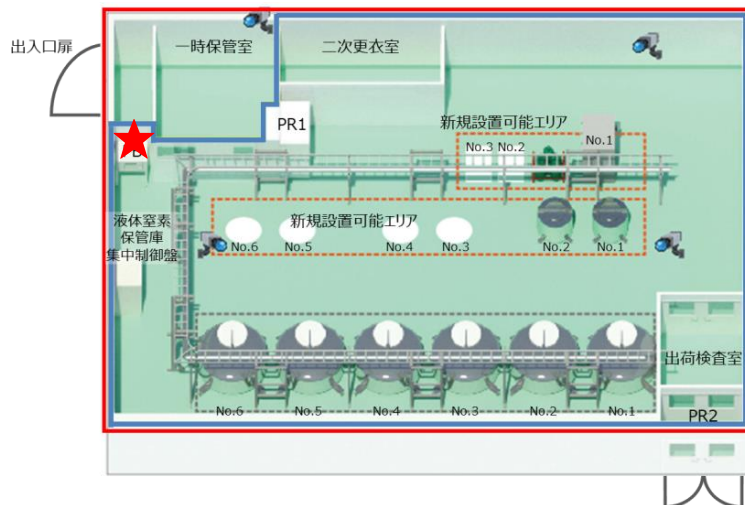 出入口扉
一時保管室
二次更衣室
PR1
新規設置可能エリア
No.3
No.2
No.1
液体窒素
保管庫
集中制御盤
新規設置可能エリア
No.6
No.5
No.4
No.3
No.2
No.1
出荷検査室
No.6
No.5
No.4
No.3
No.2
No.1
PR2